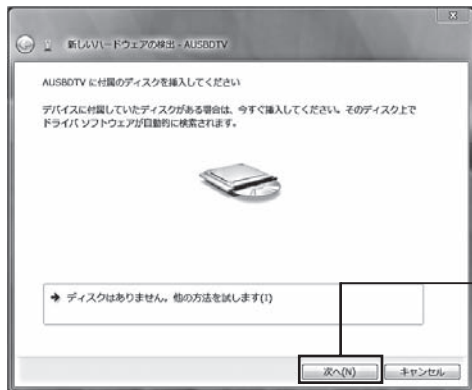 新しいハードウェアの検出 - AUSBDTV
AUSBDTV に付属のディスクを挿入してください
デバイスに付属していたディスクがある場合は、今すぐ挿入してください。そのディスク上で
ドライバ ソフトウェアが自動的に検索されます。
ディスクはありません。他の方法を試します(I)
次へ(N) キャンセル